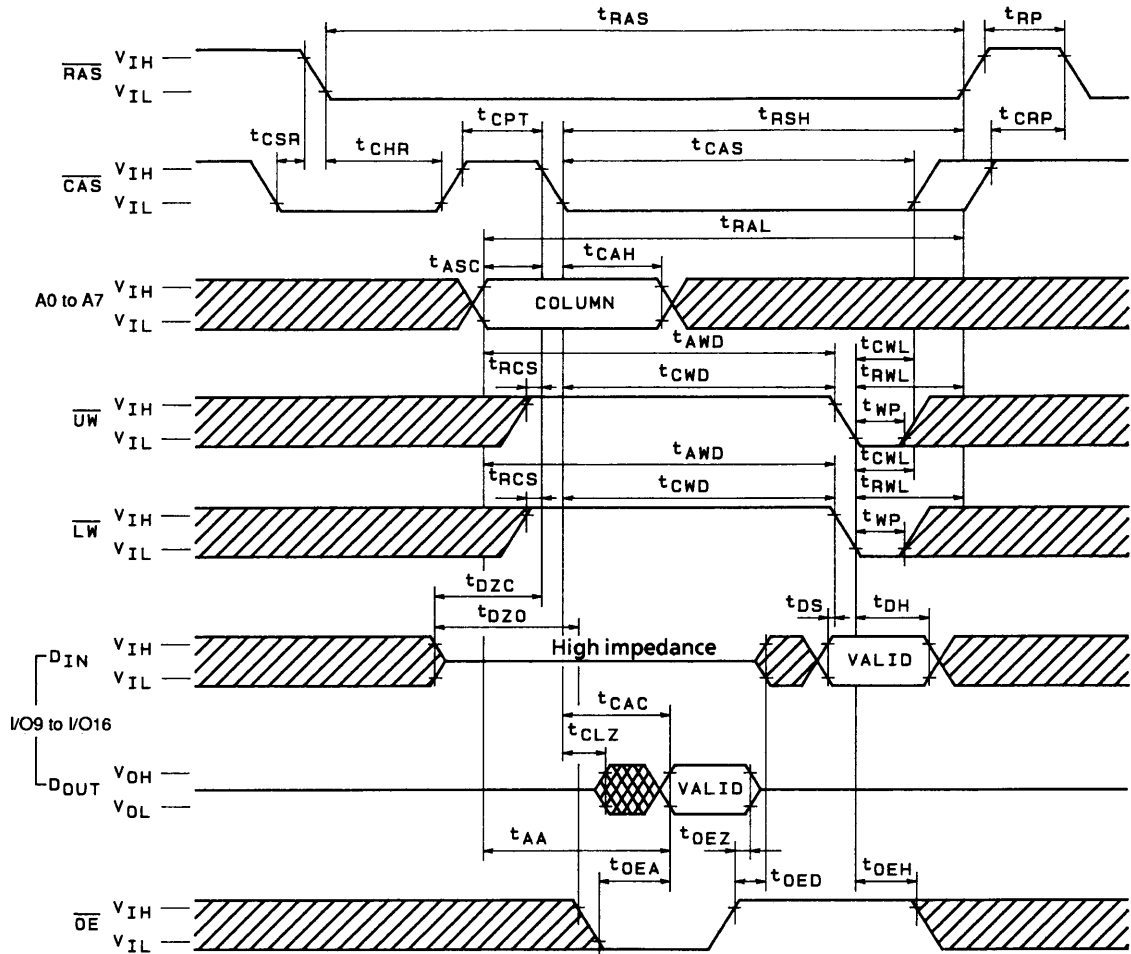 tRAS
tRP
RAS
VIH
VIL
tCSR
tCHR
tCPT
tRSH
tCAS
tCRP
CAS
VIH
VIL
tRAL
tASC
tCAH
A0 to A7
VIH
VIL
COLUMN
tAWD
tRCS
tCWD
tCWL
tRWL
tWP
UW
VIH
VIL
tAWD
tRCS
tCWD
tCWL
tRWL
tWP
LW
VIH
VIL
tDZC
tDZO
tDS
tDH
DIN
VIH
VIL
High impedance
VALID
I/O9 to I/O16
tCAC
tCLZ
DOUT
VOH
VOL
VALID
tAA
tOEZ
tOEA
tOED
tOEH
OE
VIH
VIL